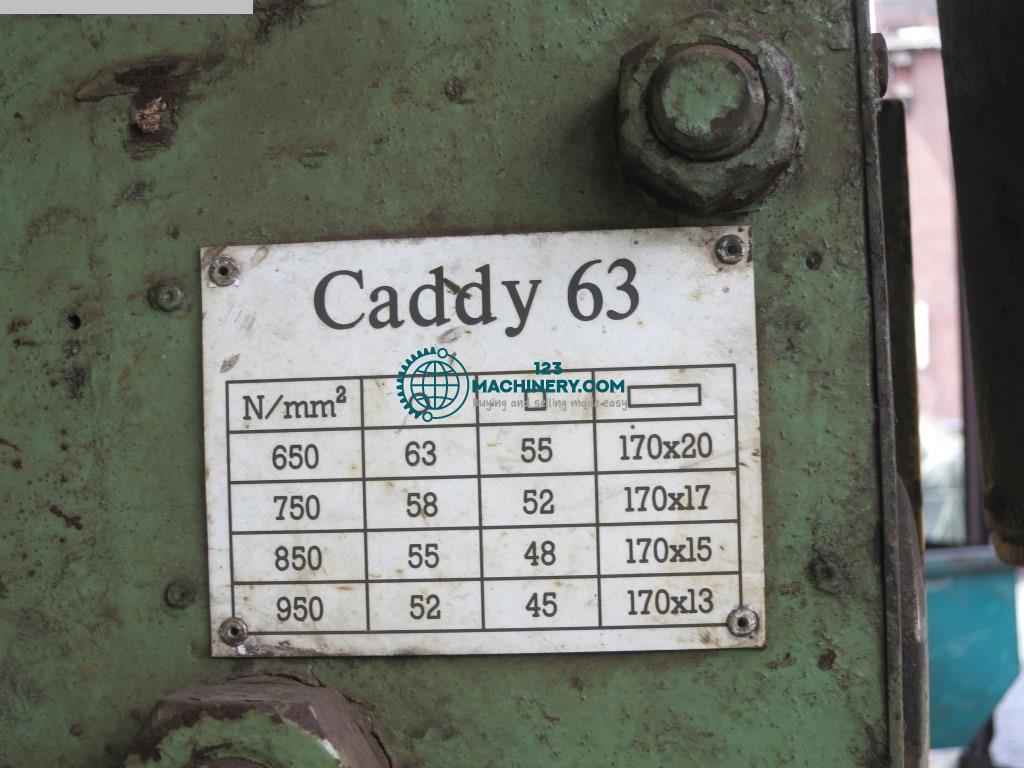 Caddy 63
123
MACHINERY.COM
buying and selling made easy
N/mm²
650 63 55 170x20
750 58 52 170x17
850 55 48 170x15
950 52 45 170x13